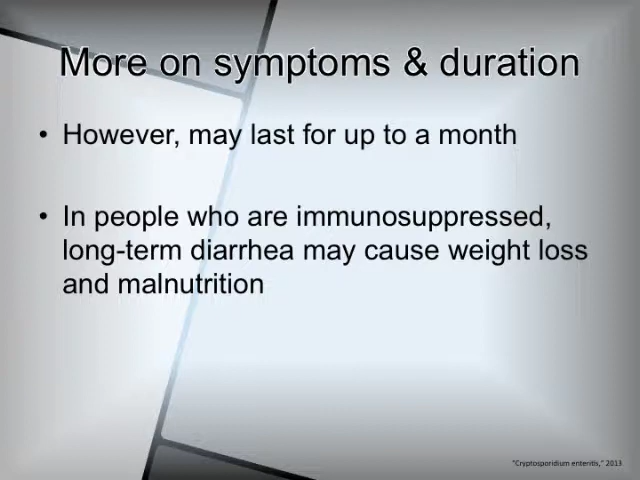 More on symptoms & duration
• However, may last for up to a month
• In people who are immunosuppressed,
long-term diarrhea may cause weight loss
and malnutrition
"Cryptosporidium enteritis," 2013